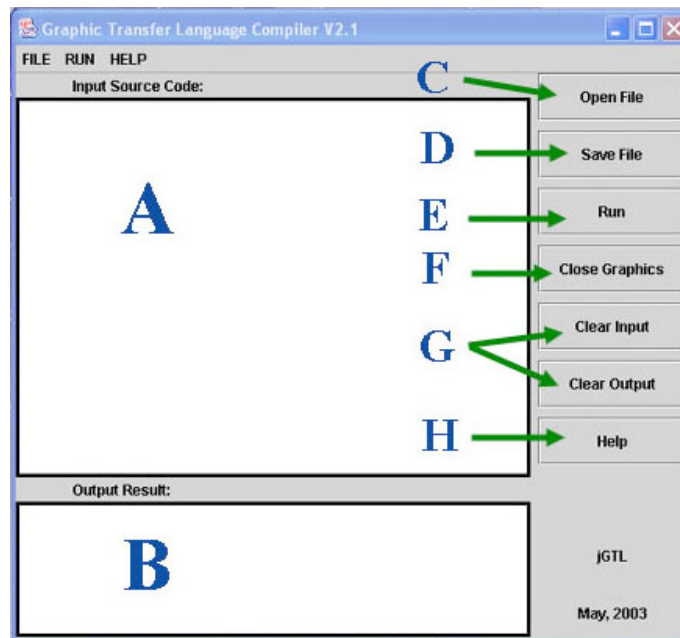 Graphic Transfer Language Compiler V2.1
FILE RUN HELP
Input Source Code:
C
Open File
D
Save File
A
E
Run
F
Close Graphics
G
Clear Input
Clear Output
H
Help
Output Result:
B
jGTL
May, 2003